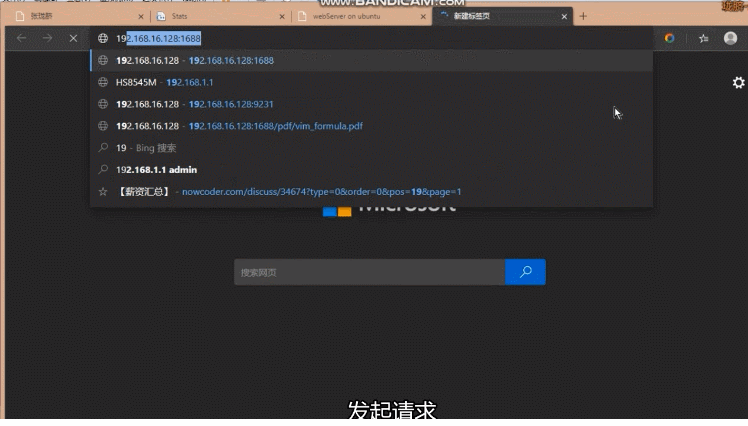 www.BANDICAM.com
张瑞麟
Stats
webServer on ubuntu
新建标签页
192.168.16.128:1688
192.168.16.128 - 192.168.16.128:1688
HS8545M - 192.168.1.1
192.168.16.128 - 192.168.16.128:9231
192.168.16.128 - 192.168.16.128:1688/pdf/vim_formula.pdf
19 - Bing 搜索
192.168.1.1 admin
【薪资汇总】 - nowcoder.com/discuss/34674?type=0&order=0&pos=19&page=1
Microsoft
搜索网页
发起请求